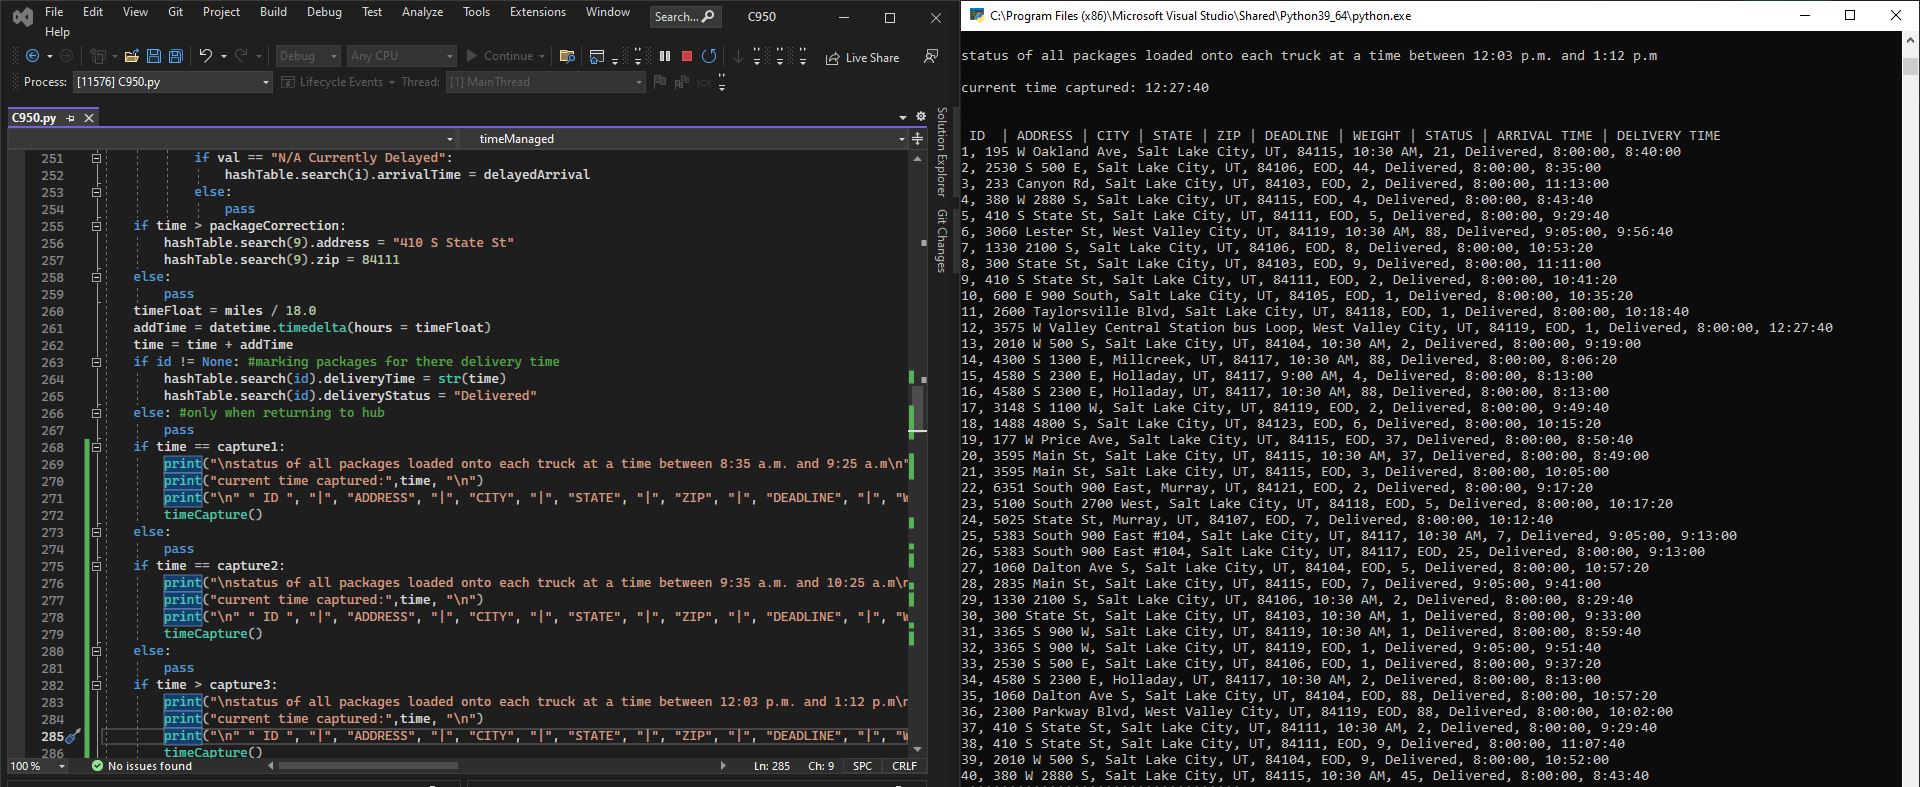 File Edit View Git Project Build Debug Test Analyze Tools Extensions Window Search... C950
Help
Debug Any CPU Continue Live Share
Process: [11576] C950.py Lifecycle Events Thread: [1] MainThread
C950.py
timeManaged
251 if val == "N/A Currently Delayed":
252 hashTable.search(i).arrivalTime = delayedArrival
253 else:
254 pass
255 if time > packageCorrection:
256 hashTable.search(9).address = "410 S State St"
257 hashTable.search(9).zip = 84111
258 else:
259 pass
260 timeFloat = miles / 18.0
261 addTime = datetime.timedelta(hours = timeFloat)
262 time = time + addTime
263 if id != None: #marking packages for there delivery time
264 hashTable.search(id).deliveryTime = str(time)
265 hashTable.search(id).deliveryStatus = "Delivered"
266 else: #only when returning to hub
267 pass
268 if time == capture1:
269 print("\nstatus of all packages loaded onto each truck at a time between 8:35 a.m. and 9:25 a.m\n"
270 print("current time captured:",time, "\n")
271 print("\n" " ID ", "|", "ADDRESS", "|", "CITY", "|", "STATE", "|", "ZIP", "|", "DEADLINE", "|", "W
272 timeCapture()
273 else:
274 pass
275 if time == capture2:
276 print("\nstatus of all packages loaded onto each truck at a time between 9:35 a.m. and 10:25 a.m\n
277 print("current time captured:",time, "\n")
278 print("\n" " ID ", "|", "ADDRESS", "|", "CITY", "|", "STATE", "|", "ZIP", "|", "DEADLINE", "|", "W
279 timeCapture()
280 else:
281 pass
282 if time > capture3:
283 print("\nstatus of all packages loaded onto each truck at a time between 12:03 p.m. and 1:12 p.m\n
284 print("current time captured:",time, "\n")
285 print("\n" " ID ", "|", "ADDRESS", "|", "CITY", "|", "STATE", "|", "ZIP", "|", "DEADLINE", "|", "W
286 timeCapture()
100 % No issues found Ln: 285 Ch: 9 SPC CRLF
Solution Explorer
Git Changes
C:\Program Files (x86)\Microsoft Visual Studio\Shared\Python39_64\python.exe
status of all packages loaded onto each truck at a time between 12:03 p.m. and 1:12 p.m
current time captured: 12:27:40
ID | ADDRESS | CITY | STATE | ZIP | DEADLINE | WEIGHT | STATUS | ARRIVAL TIME | DELIVERY TIME
1, 195 W Oakland Ave, Salt Lake City, UT, 84115, 10:30 AM, 21, Delivered, 8:00:00, 8:40:00
2, 2530 S 500 E, Salt Lake City, UT, 84106, EOD, 44, Delivered, 8:00:00, 8:35:00
3, 233 Canyon Rd, Salt Lake City, UT, 84103, EOD, 2, Delivered, 8:00:00, 11:13:00
4, 380 W 2880 S, Salt Lake City, UT, 84115, EOD, 4, Delivered, 8:00:00, 8:43:40
5, 410 S State St, Salt Lake City, UT, 84111, EOD, 5, Delivered, 8:00:00, 9:29:40
6, 3060 Lester St, West Valley City, UT, 84119, 10:30 AM, 88, Delivered, 9:05:00, 9:56:40
7, 1330 2100 S, Salt Lake City, UT, 84106, EOD, 8, Delivered, 8:00:00, 10:53:20
8, 300 State St, Salt Lake City, UT, 84103, EOD, 9, Delivered, 8:00:00, 11:11:00
9, 410 S State St, Salt Lake City, UT, 84111, EOD, 2, Delivered, 8:00:00, 10:41:20
10, 600 E 900 South, Salt Lake City, UT, 84105, EOD, 1, Delivered, 8:00:00, 10:35:20
11, 2600 Taylorsville Blvd, Salt Lake City, UT, 84118, EOD, 1, Delivered, 8:00:00, 10:18:40
12, 3575 W Valley Central Station bus Loop, West Valley City, UT, 84119, EOD, 1, Delivered, 8:00:00, 12:27:40
13, 2010 W 500 S, Salt Lake City, UT, 84104, 10:30 AM, 2, Delivered, 8:00:00, 9:19:00
14, 4300 S 1300 E, Millcreek, UT, 84117, 10:30 AM, 88, Delivered, 8:00:00, 8:06:20
15, 4580 S 2300 E, Holladay, UT, 84117, 9:00 AM, 4, Delivered, 8:00:00, 8:13:00
16, 4580 S 2300 E, Holladay, UT, 84117, 10:30 AM, 88, Delivered, 8:00:00, 8:13:00
17, 3148 S 1100 W, Salt Lake City, UT, 84119, EOD, 2, Delivered, 8:00:00, 9:49:40
18, 1488 4800 S, Salt Lake City, UT, 84123, EOD, 6, Delivered, 8:00:00, 10:15:20
19, 177 W Price Ave, Salt Lake City, UT, 84115, EOD, 37, Delivered, 8:00:00, 8:50:40
20, 3595 Main St, Salt Lake City, UT, 84115, 10:30 AM, 37, Delivered, 8:00:00, 8:49:00
21, 3595 Main St, Salt Lake City, UT, 84115, EOD, 3, Delivered, 8:00:00, 10:05:00
22, 6351 South 900 East, Murray, UT, 84121, EOD, 2, Delivered, 8:00:00, 9:17:20
23, 5100 South 2700 West, Salt Lake City, UT, 84118, EOD, 5, Delivered, 8:00:00, 10:17:20
24, 5025 State St, Murray, UT, 84107, EOD, 7, Delivered, 8:00:00, 10:12:40
25, 5383 South 900 East #104, Salt Lake City, UT, 84117, 10:30 AM, 7, Delivered, 9:05:00, 9:13:00
26, 5383 South 900 East #104, Salt Lake City, UT, 84117, EOD, 25, Delivered, 8:00:00, 9:13:00
27, 1060 Dalton Ave S, Salt Lake City, UT, 84104, EOD, 5, Delivered, 8:00:00, 10:57:20
28, 2835 Main St, Salt Lake City, UT, 84115, EOD, 7, Delivered, 9:05:00, 9:41:00
29, 1330 2100 S, Salt Lake City, UT, 84106, 10:30 AM, 2, Delivered, 8:00:00, 8:29:40
30, 300 State St, Salt Lake City, UT, 84103, 10:30 AM, 1, Delivered, 8:00:00, 9:33:00
31, 3365 S 900 W, Salt Lake City, UT, 84119, 10:30 AM, 1, Delivered, 8:00:00, 8:59:40
32, 3365 S 900 W, Salt Lake City, UT, 84119, EOD, 1, Delivered, 9:05:00, 9:51:40
33, 2530 S 500 E, Salt Lake City, UT, 84106, EOD, 1, Delivered, 8:00:00, 9:37:20
34, 4580 S 2300 E, Holladay, UT, 84117, 10:30 AM, 2, Delivered, 8:00:00, 8:13:00
35, 1060 Dalton Ave S, Salt Lake City, UT, 84104, EOD, 88, Delivered, 8:00:00, 10:57:20
36, 2300 Parkway Blvd, West Valley City, UT, 84119, EOD, 88, Delivered, 8:00:00, 10:02:00
37, 410 S State St, Salt Lake City, UT, 84111, 10:30 AM, 2, Delivered, 8:00:00, 9:29:40
38, 410 S State St, Salt Lake City, UT, 84111, EOD, 9, Delivered, 8:00:00, 11:07:40
39, 2010 W 500 S, Salt Lake City, UT, 84104, EOD, 9, Delivered, 8:00:00, 10:52:00
40, 380 W 2880 S, Salt Lake City, UT, 84115, 10:30 AM, 45, Delivered, 8:00:00, 8:43:40